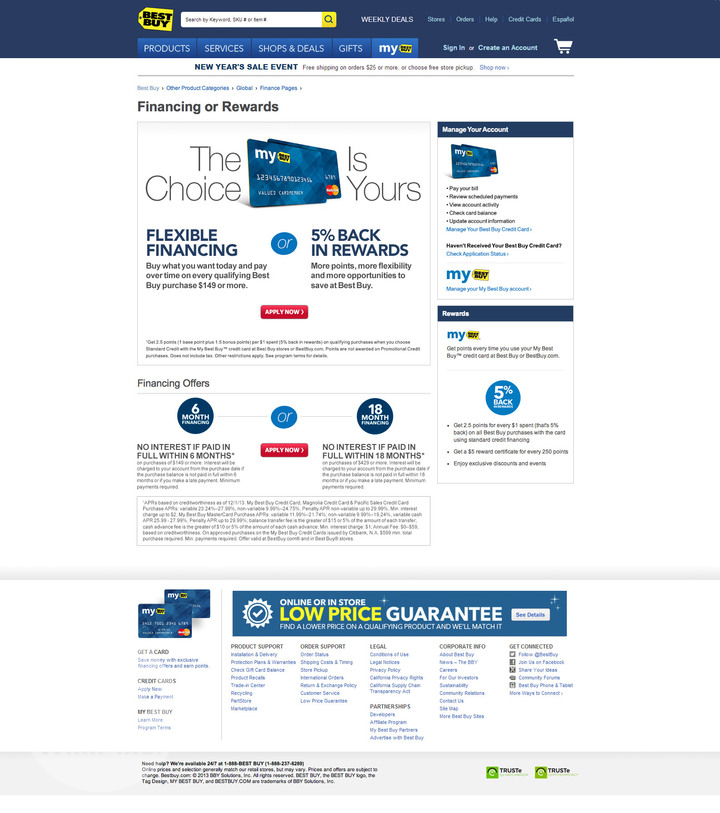 BEST BUY
Search by Keyword, SKU # or Item #
WEEKLY DEALS
Stores | Orders | Help | Credit Cards | Español
PRODUCTS
SERVICES
SHOPS & DEALS
GIFTS
my BEST BUY
Sign In or Create an Account
NEW YEAR'S SALE EVENT Free shipping on orders $25 or more. or choose free store pickup. Shop now ›
Best Buy › Other Product Categories › Global › Finance Pages ›
Financing or Rewards
The Choice
my BEST BUY
VALUED CARDMEMBER
Is Yours
FLEXIBLE
FINANCING
Buy what you want today and pay
over time on every qualifying Best
Buy purchase $149 or more.
or
5% BACK
IN REWARDS
More points, more flexibility
and more opportunities to
save at Best Buy.
APPLY NOW ›
*Get 2.5 points (1 base point plus 1.5 bonus points) per $1 spent (5% back in rewards) on qualifying purchases when you choose
Standard Credit with the My Best Buy™ credit card at Best Buy stores or BestBuy.com. Points are not awarded on Promotional Credit
purchases. Does not include tax. Other restrictions apply. See program terms for details.
Manage Your Account
my BEST BUY
VALUED CARDMEMBER
• Pay your bill
• Review scheduled payments
• View account activity
• Check card balance
• Update account information
Manage Your Best Buy Credit Card ›
Haven't Received Your Best Buy Credit Card?
Check Application Status ›
my BEST BUY
Manage your My Best Buy account ›
Rewards
my BEST BUY
Get points every time you use your My Best
Buy™ credit card at Best Buy or BestBuy.com.
5%
BACK
IN REWARDS
• Get 2.5 points for every $1 spent (that's 5%
back) on all Best Buy purchases with the card
using standard credit financing
• Get a $5 reward certificate for every 250 points
• Enjoy exclusive discounts and events
Financing Offers
6
MONTH
FINANCING
or
18
MONTH
FINANCING
NO INTEREST IF PAID IN
FULL WITHIN 6 MONTHS*
on purchases of $149 or more. Interest will be
charged to your account from the purchase date if
the purchase balance is not paid in full within 6
months or if you make a late payment. Minimum
payments required.
APPLY NOW ›
NO INTEREST IF PAID IN
FULL WITHIN 18 MONTHS*
on purchases of $429 or more. Interest will be
charged to your account from the purchase date if
the purchase balance is not paid in full within 18
months or if you make a late payment. Minimum
payments required.
*APRs based on creditworthiness as of 12/1/13. My Best Buy Credit Card, Magnolia Credit Card & Pacific Sales Credit Card
Purchase APRs: variable 23.24%–27.99%, non-variable 9.99%–24.75%. Penalty APR non-variable up to 29.99%. Min. interest
charge up to $2. My Best Buy MasterCard Purchase APRs: variable 11.99%–21.74%; non-variable 9.99%–15.24%, variable cash
APR 25.99 - 27.99%. Penalty APR up to 29.99%; balance transfer fee is the greater of $15 or 5% of the amount of each transfer;
cash advance fee is the greater of $10 or 5% of the amount of each cash advance. Min. interest charge: $1; Annual Fee: $0–$59,
based on creditworthiness. On approved purchases on the My Best Buy Credit Cards issued by Citibank, N.A. $599 min. total
purchase required. Min. payments required. Offer valid at BestBuy.com® and in Best Buy® stores.
my BEST BUY
GET A CARD
Save money with exclusive
financing offers and earn points.
CREDIT CARDS
Apply Now
Make a Payment
MY BEST BUY
Learn More
Program Terms
ONLINE OR IN STORE
LOW PRICE GUARANTEE
FIND A LOWER PRICE ON A QUALIFYING PRODUCT AND WE'LL MATCH IT
See Details
PRODUCT SUPPORT
Installation & Delivery
Protection Plans & Warranties
Check Gift Card Balance
Product Recalls
Trade-in Center
Recycling
PartStore
Marketplace
ORDER SUPPORT
Order Status
Shipping Costs & Timing
Store Pickup
International Orders
Return & Exchange Policy
Customer Service
Low Price Guarantee
LEGAL
Conditions of Use
Legal Notices
Privacy Policy
California Privacy Rights
California Supply Chain
Transparency Act
PARTNERSHIPS
Developers
Affiliate Program
My Best Buy Partners
Advertise with Best Buy
CORPORATE INFO
About Best Buy
News – The BBY
Careers
For Our Investors
Sustainability
Community Relations
Contact Us
Site Map
More Best Buy Sites
GET CONNECTED
Follow @BestBuy
Join Us on Facebook
Share Your Ideas
Community Forums
Best Buy Phone & Tablet
More Ways to Connect ›
Need help? We're available 24/7 at 1-888-BEST BUY (1-888-237-8289)
Online prices and selection generally match our retail stores, but may vary. Prices and offers are subject to
change. Bestbuy.com: © 2013 BBY Solutions, Inc. All rights reserved. BEST BUY, the BEST BUY logo, the
Tag Design, MY BEST BUY, and BESTBUY.COM are trademarks of BBY Solutions, Inc.
TRUSTe
TRUSTe